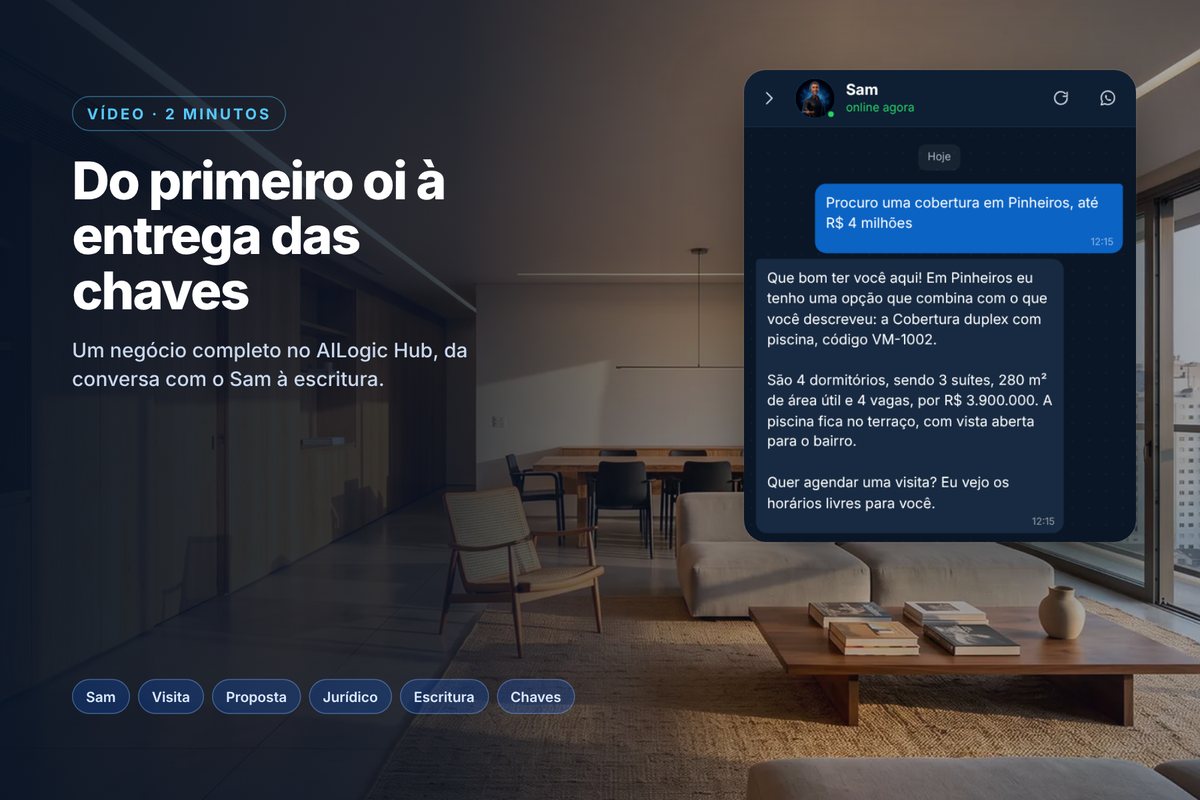 VÍDEO · 2 MINUTOS
Do primeiro oi à
entrega das
chaves
Um negócio completo no AILogic Hub, da
conversa com o Sam à escritura.
Sam
Visita
Proposta
Jurídico
Escritura
Chaves
Sam
online agora
Hoje
Procuro uma cobertura em Pinheiros, até
R$ 4 milhões
12:15
Que bom ter você aqui! Em Pinheiros eu
tenho uma opção que combina com o que
você descreveu: a Cobertura duplex com
piscina, código VM-1002.
São 4 dormitórios, sendo 3 suítes, 280 m²
de área útil e 4 vagas, por R$ 3.900.000. A
piscina fica no terraço, com vista aberta
para o bairro.
Quer agendar uma visita? Eu vejo os
horários livres para você.
12:15